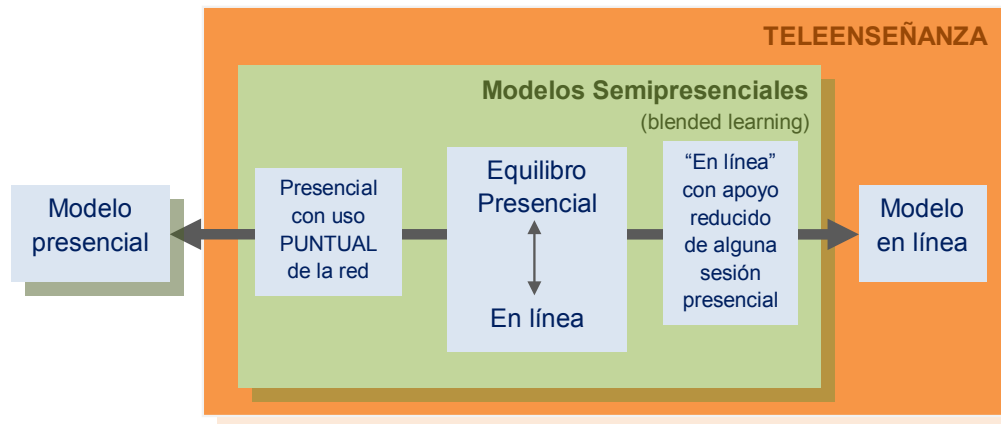 TELEENSEÑANZA
Modelos Semipresenciales
(blended learning)
Modelo
presencial
Presencial
con uso
PUNTUAL
de la red
Equilibro
Presencial
En línea
“En línea”
con apoyo
reducido
de alguna
sesión
presencial
Modelo
en línea